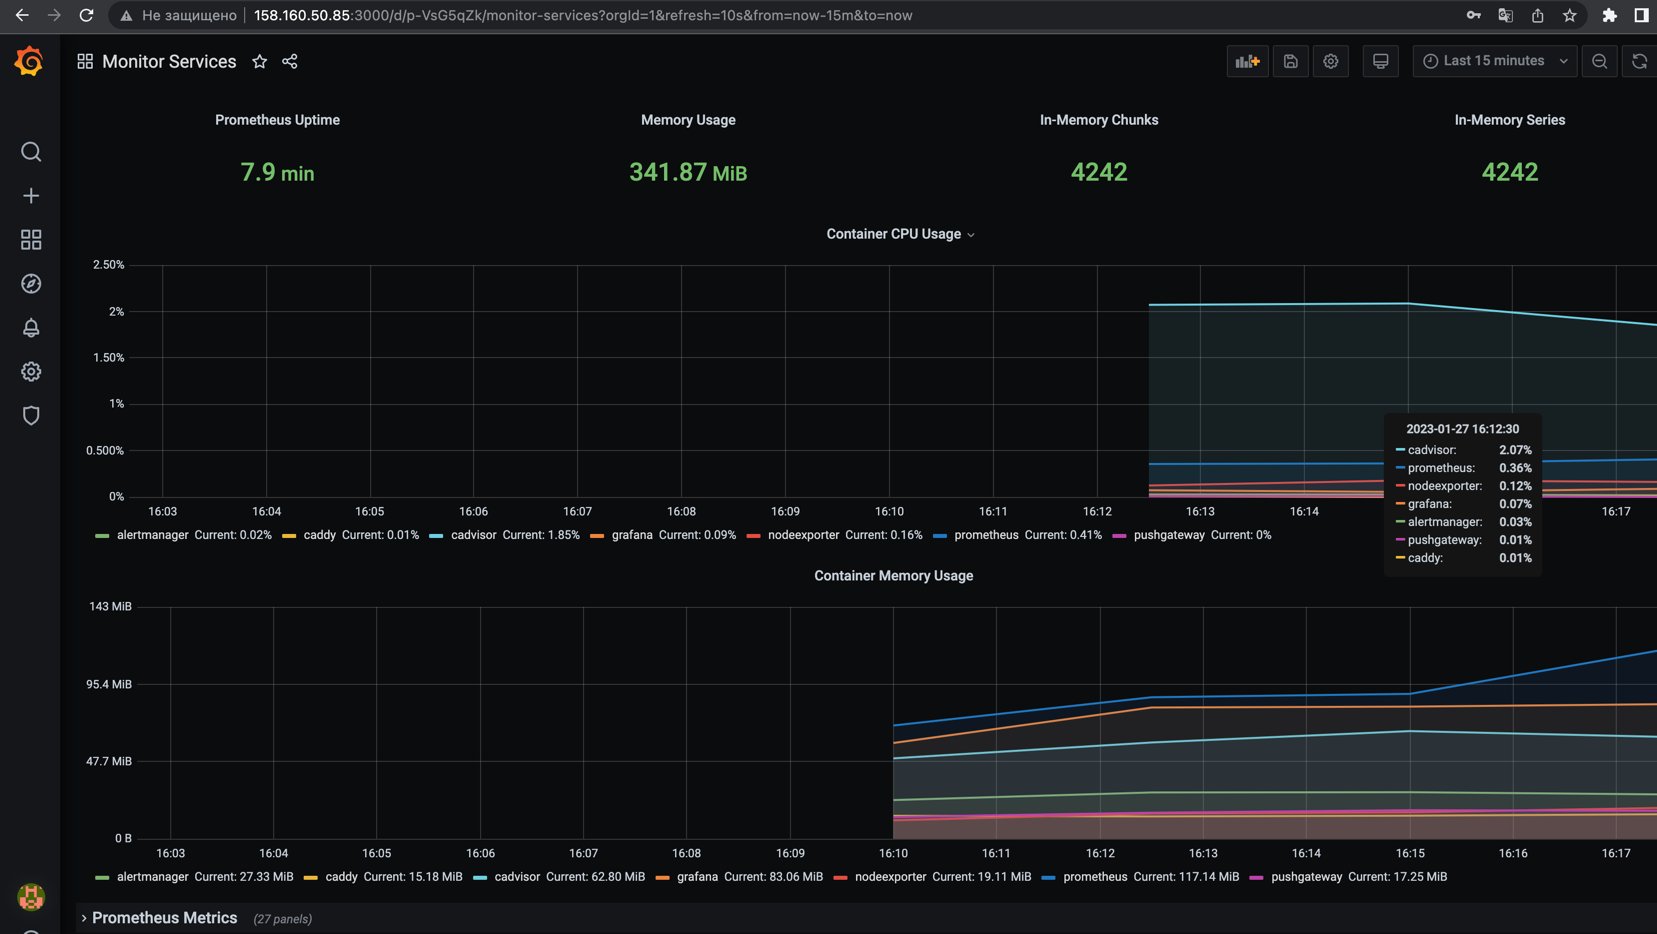 Не защищено | 158.160.50.85:3000/d/p-VsG5qZk/monitor-services?orgId=1&refresh=10s&from=now-15m&to=now
Monitor Services
Last 15 minutes
Prometheus Uptime
Memory Usage
In-Memory Chunks
In-Memory Series
7.9 min
341.87 MiB
4242
4242
Container CPU Usage
2.50%
2%
1.50%
1%
0.500%
0%
16:03 16:04 16:05 16:06 16:07 16:08 16:09 16:10 16:11 16:12 16:13 16:14 16:17
2023-01-27 16:12:30
cadvisor: 2.07%
prometheus: 0.36%
nodeexporter: 0.12%
grafana: 0.07%
alertmanager: 0.03%
pushgateway: 0.01%
caddy: 0.01%
alertmanager Current: 0.02% caddy Current: 0.01% cadvisor Current: 1.85% grafana Current: 0.09% nodeexporter Current: 0.16% prometheus Current: 0.41% pushgateway Current: 0%
Container Memory Usage
143 MiB
95.4 MiB
47.7 MiB
0 B
16:03 16:04 16:05 16:06 16:07 16:08 16:09 16:10 16:11 16:12 16:13 16:14 16:15 16:16 16:17
alertmanager Current: 27.33 MiB caddy Current: 15.18 MiB cadvisor Current: 62.80 MiB grafana Current: 83.06 MiB nodeexporter Current: 19.11 MiB prometheus Current: 117.14 MiB pushgateway Current: 17.25 MiB
Prometheus Metrics (27 panels)